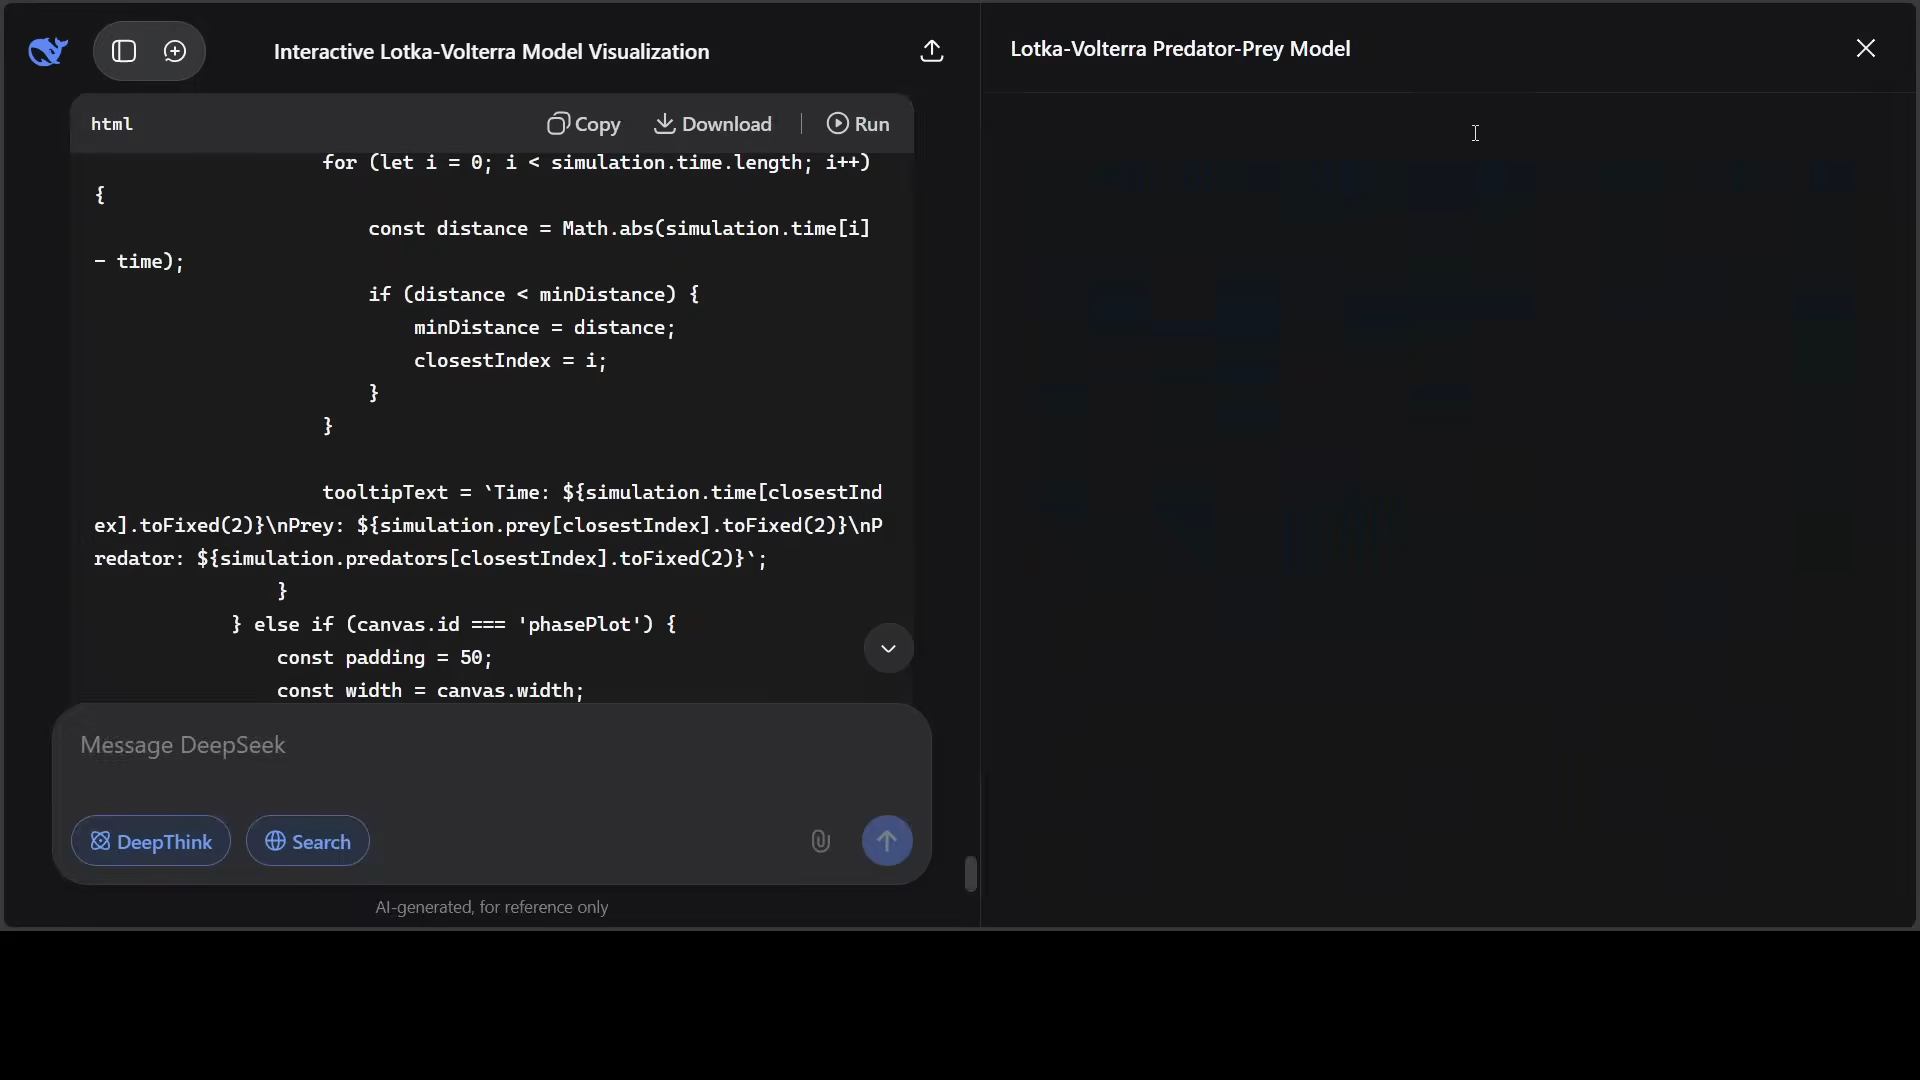 Interactive Lotka-Volterra Model Visualization
Lotka-Volterra Predator-Prey Model
html
Copy
Download
Run
for (let i = 0; i < simulation.time.length; i++)
{
const distance = Math.abs(simulation.time[i]
- time);
if (distance < minDistance) {
minDistance = distance;
closestIndex = i;
}
}
tooltipText = `Time: ${simulation.time[closestInd
ex].toFixed(2)}\nPrey: ${simulation.prey[closestIndex].toFixed(2)}\nP
redator: ${simulation.predators[closestIndex].toFixed(2)}`;
}
} else if (canvas.id === 'phasePlot') {
const padding = 50;
const width = canvas.width;
Message DeepSeek
DeepThink
Search
AI-generated, for reference only